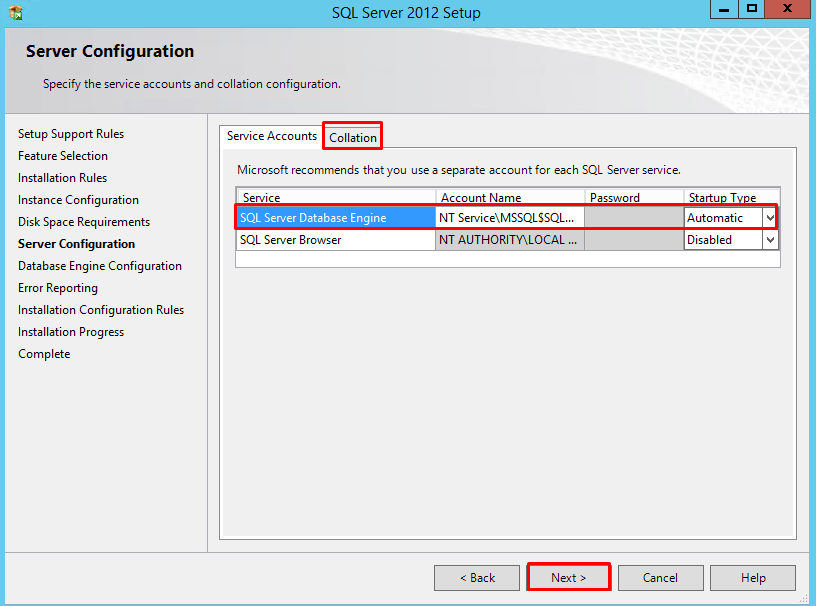 SQL Server 2012 Setup
Server Configuration
Specify the service accounts and collation configuration.
Setup Support Rules
Feature Selection
Installation Rules
Instance Configuration
Disk Space Requirements
Server Configuration
Database Engine Configuration
Error Reporting
Installation Configuration Rules
Installation Progress
Complete
Service Accounts Collation
Microsoft recommends that you use a separate account for each SQL Server service.
Service Account Name Password Startup Type
SQL Server Database Engine NT Service\MSSQL$SQL... Automatic
SQL Server Browser NT AUTHORITY\LOCAL ... Disabled
< Back Next > Cancel Help